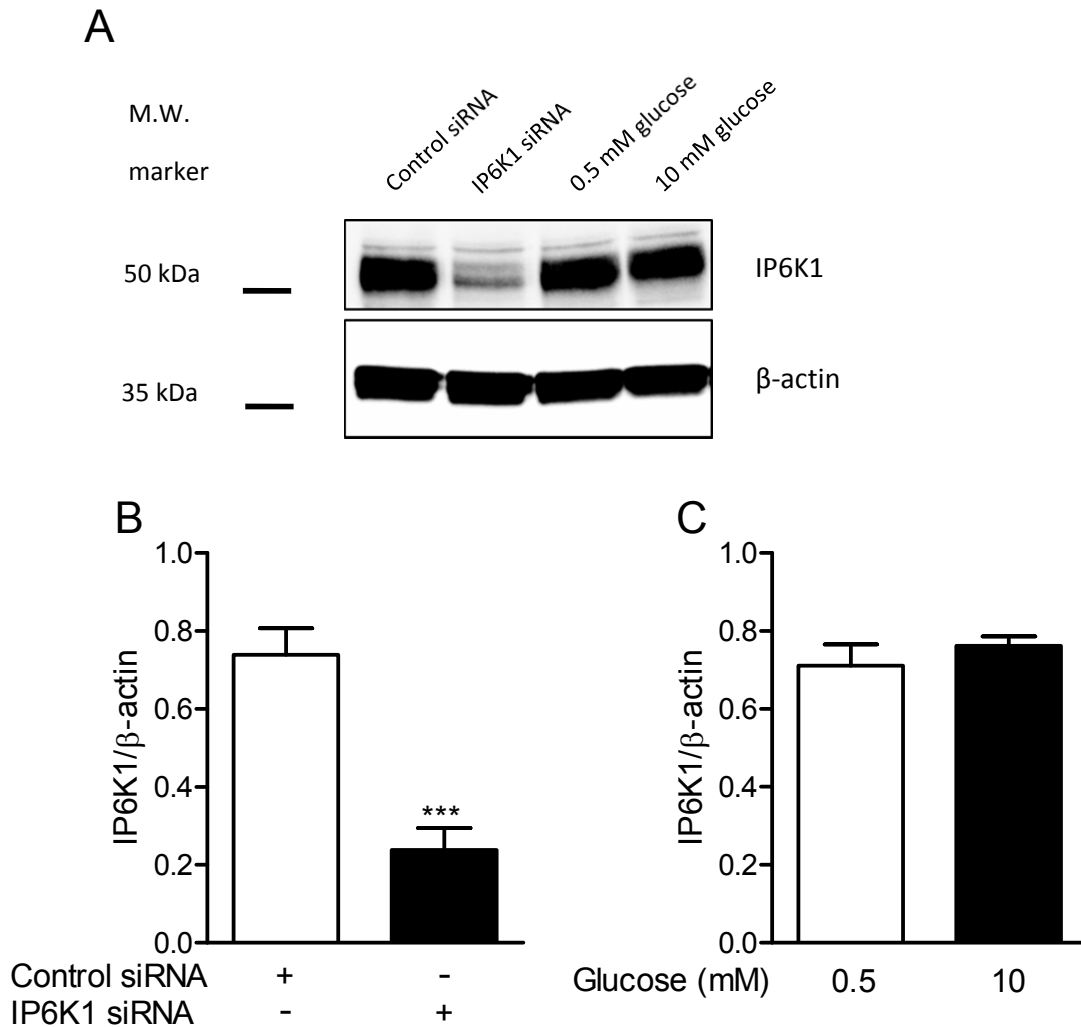 A
M.W.
marker
Control siRNA
IP6K1 siRNA
0.5 mM glucose
10 mM glucose
50 kDa
IP6K1
35 kDa
β-actin
B
1.0
0.8
0.6
0.4
0.2
0.0
IP6K1/β-actin
***
Control siRNA + -
IP6K1 siRNA - +
C
1.0
0.8
0.6
0.4
0.2
0.0
IP6K1/β-actin
Glucose (mM) 0.5 10